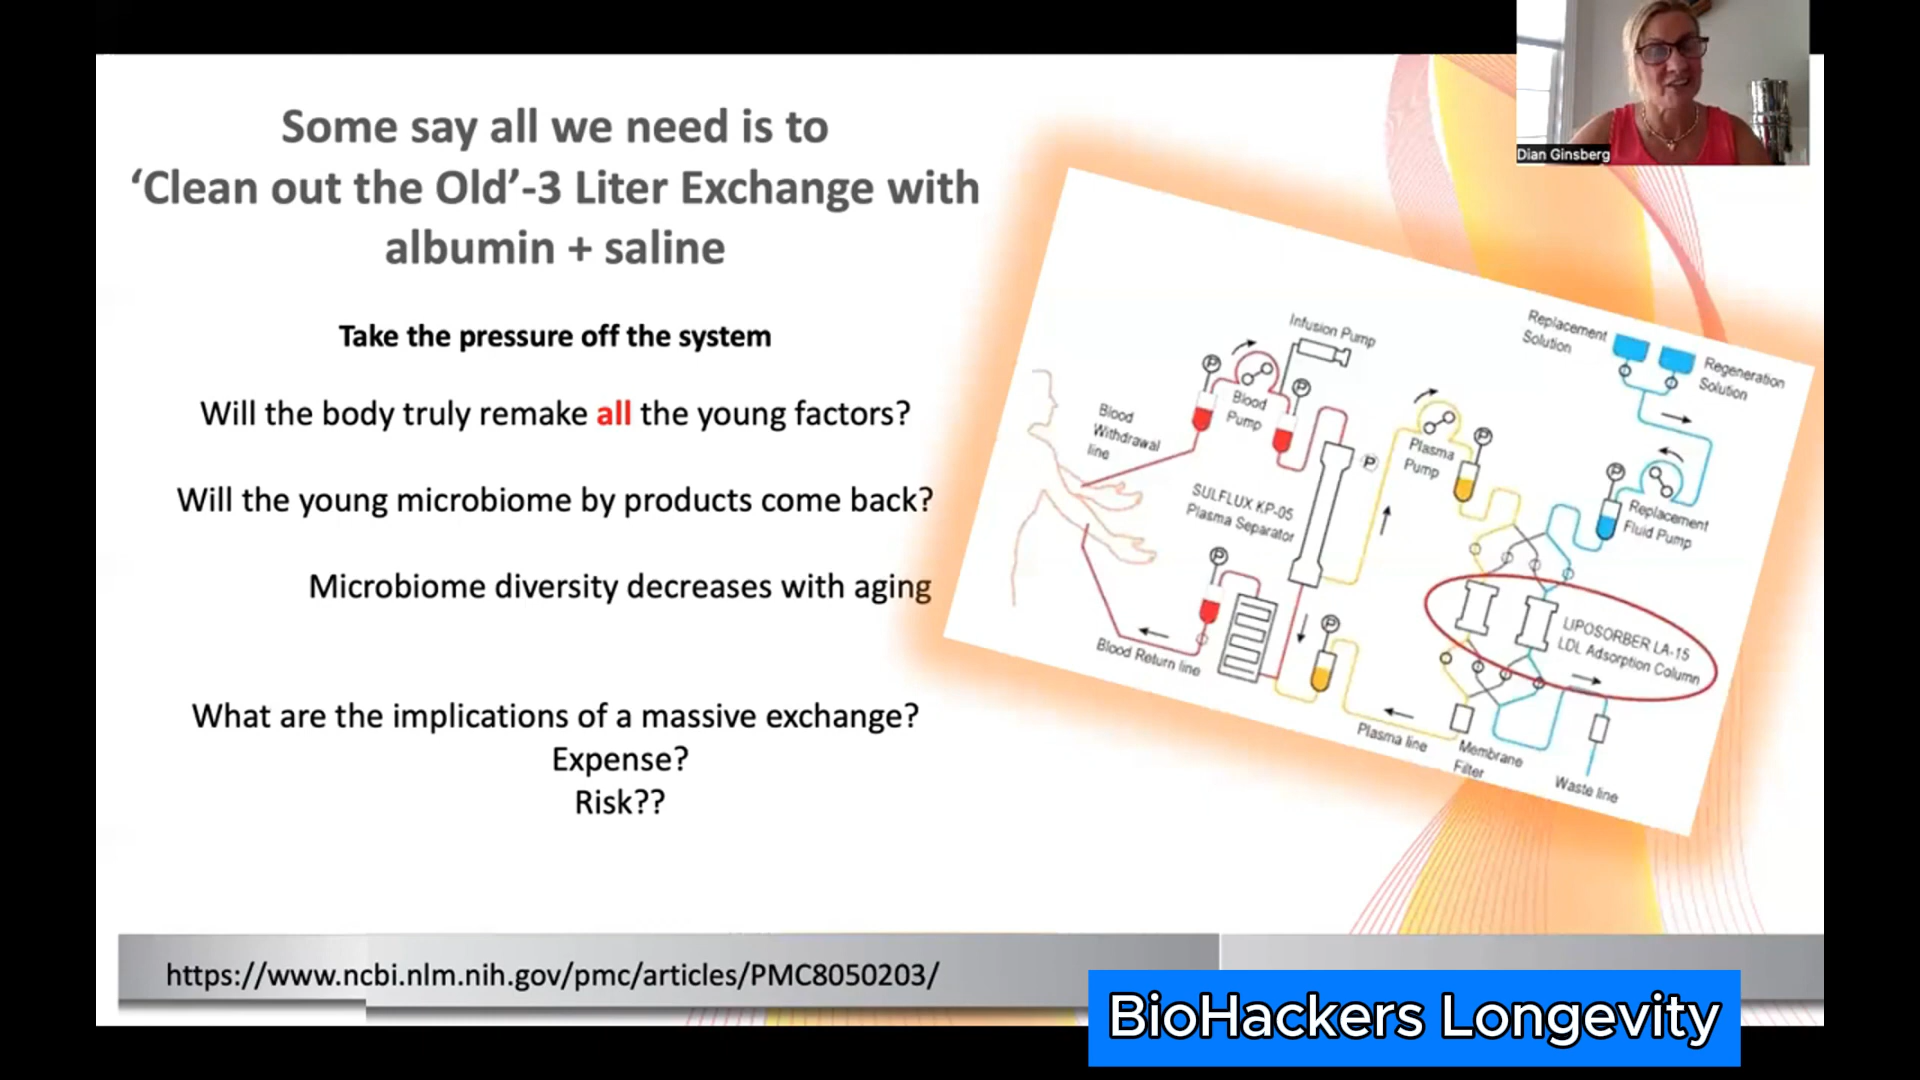 Some say all we need is to
‘Clean out the Old’-3 Liter Exchange with
albumin + saline
Take the pressure off the system
Will the body truly remake all the young factors?
Will the young microbiome by products come back?
Microbiome diversity decreases with aging
What are the implications of a massive exchange?
Expense?
Risk??
https://www.ncbi.nlm.nih.gov/pmc/articles/PMC8050203/
Dian Ginsberg
Infusion Pump
P
P
Blood
Pump
Blood
Withdrawal
line
Replacement
Solution
Regeneration
Solution
P
Plasma
Pump
P
P
Replacement
Fluid Pump
SULFLUX KP-05
Plasma Separator
P
P
LIPOSORBER LA-15
LDL Adsorption Column
Blood Return line
Plasma line
Membrane
Filter
Waste line
BioHackers Longevity